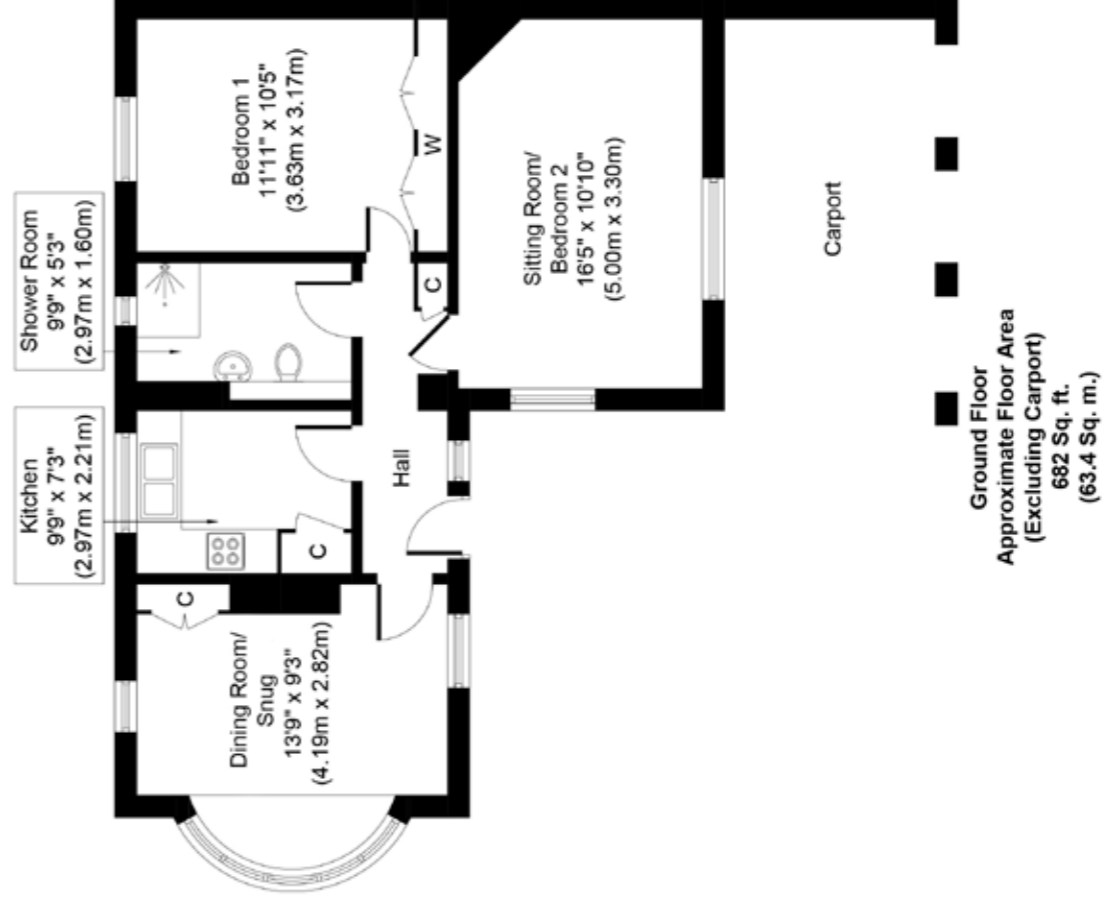 Shower Room
9'9" x 5'3"
(2.97m x 1.60m)
Kitchen
9'9" x 7'3"
(2.97m x 2.21m)
Bedroom 1
11'11" x 10'5"
(3.63m x 3.17m)
W
C
Sitting Room/
Bedroom 2
16'5" x 10'10"
(5.00m x 3.30m)
Carport
Hall
C
C
Dining Room/
Snug
13'9" x 9'3"
(4.19m x 2.82m)
Ground Floor
Approximate Floor Area
(Excluding Carport)
682 Sq. ft.
(63.4 Sq. m.)